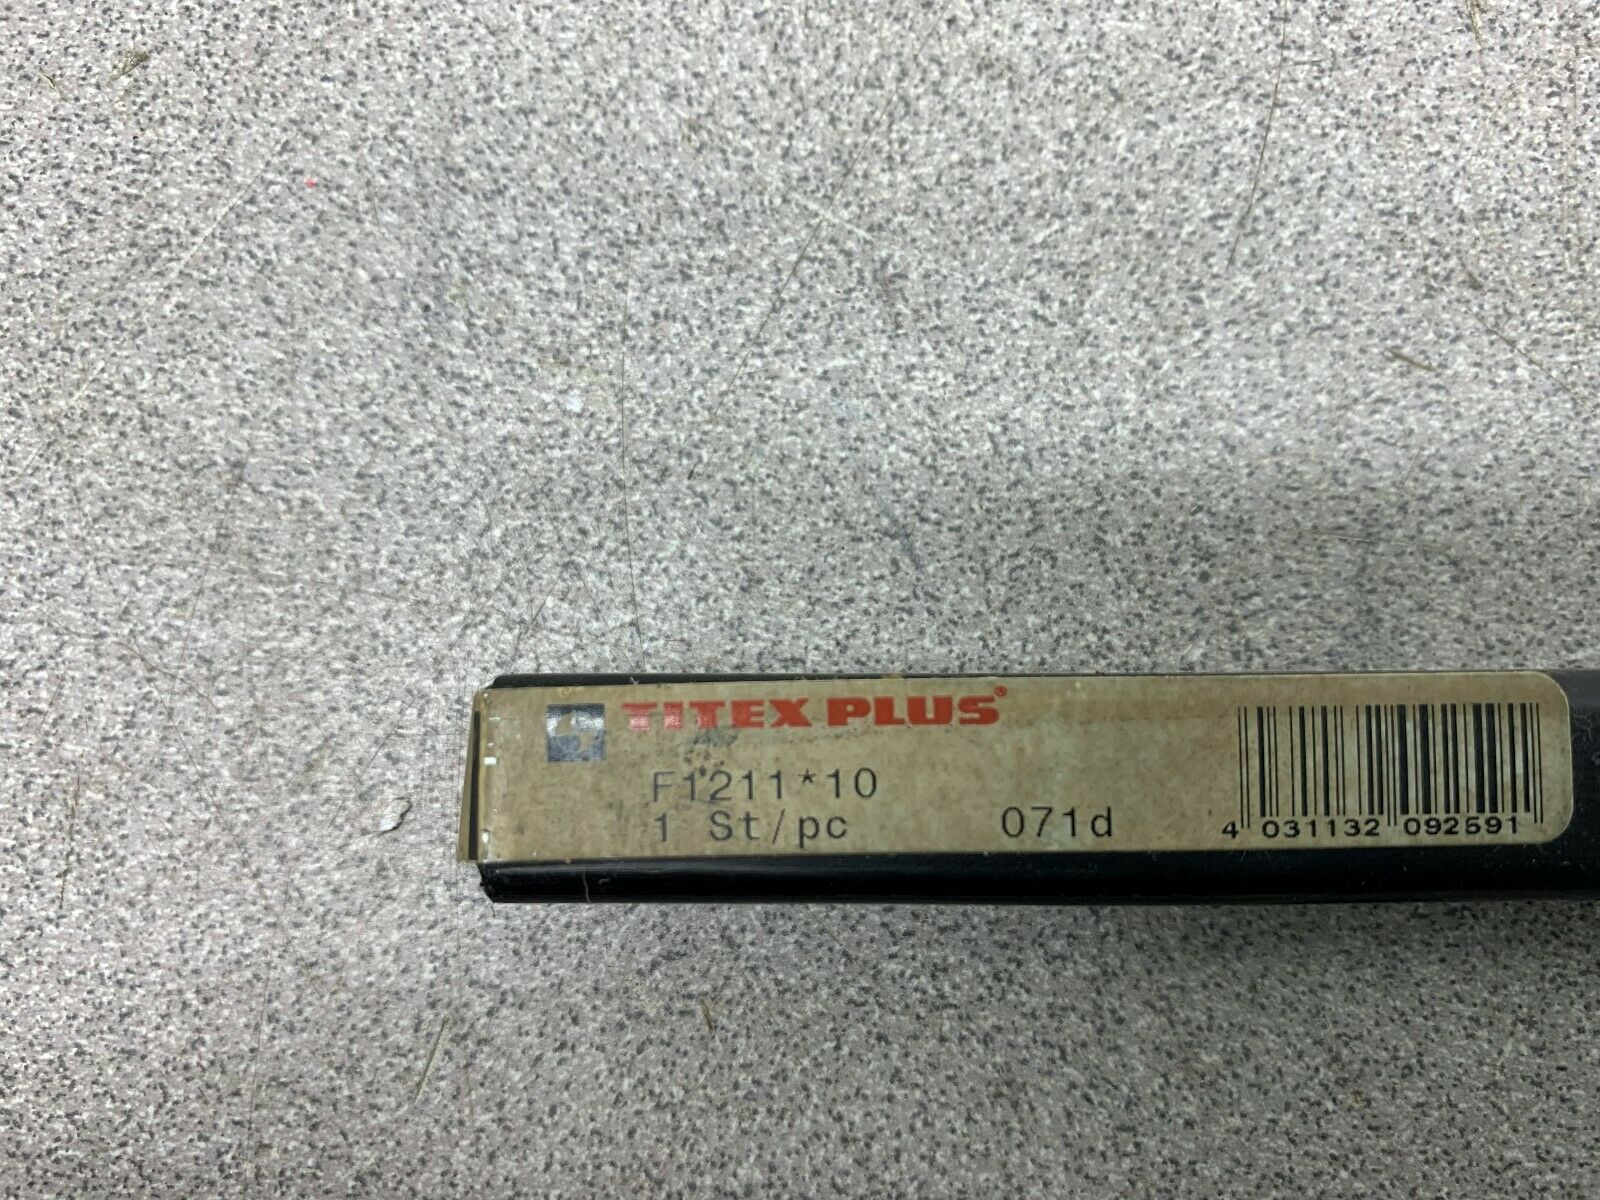 TITEX PLUS®
F1211*10
1 St/pc 071d
4 031132 092591